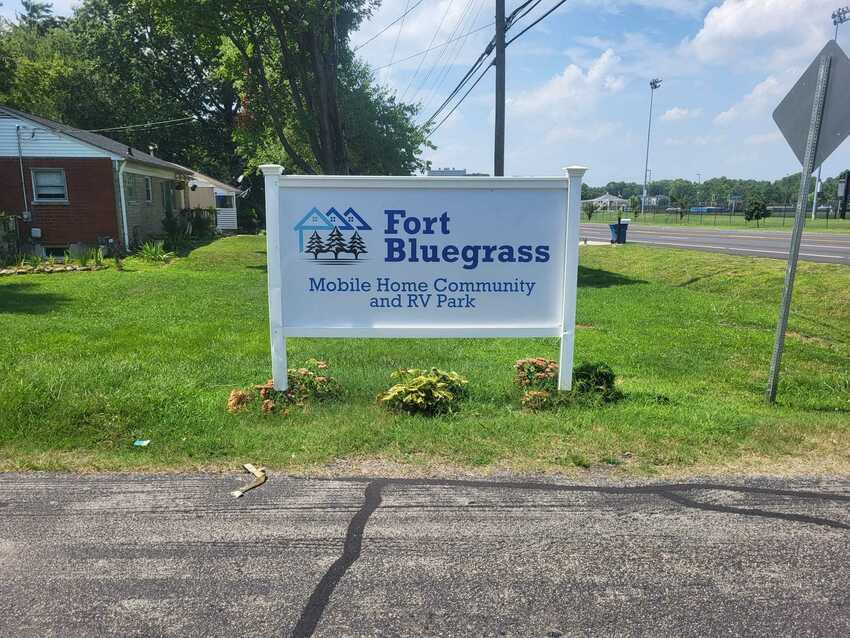 Fort
Bluegrass
Mobile Home Community
and RV Park